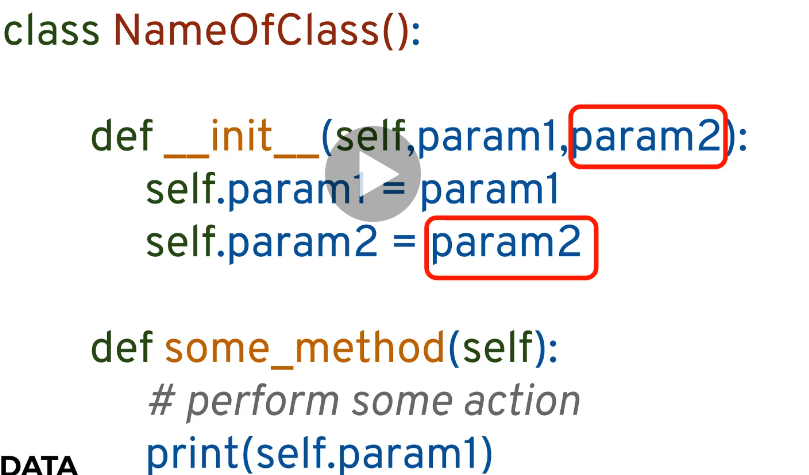 class NameOfClass():
def __init__(self,param1,param2):
self.param1 = param1
self.param2 = param2
def some_method(self):
# perform some action
print(self.param1)
DATA